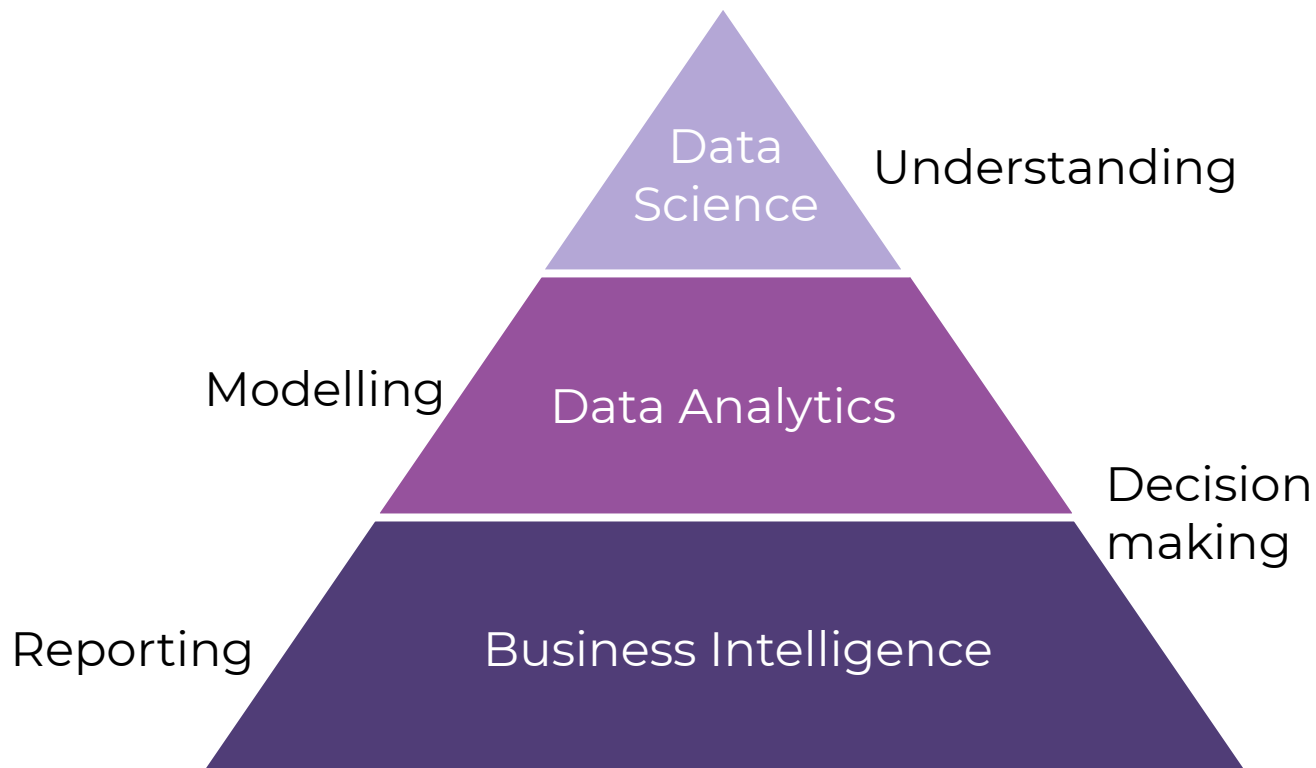 Data
Science
Understanding
Modelling
Data Analytics
Decision
making
Reporting
Business Intelligence